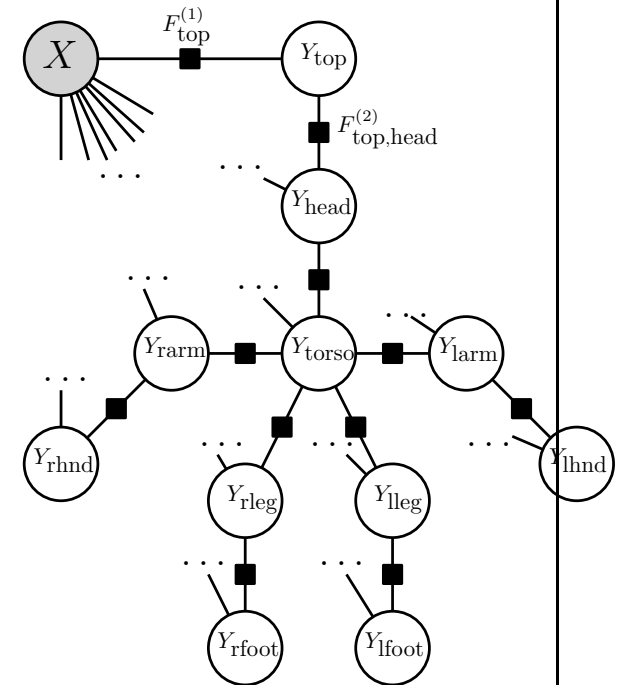 F_top^(1)
X
Y_top
F_top,head^(2)
· · ·
· · ·
Y_head
· · ·
· · ·
· · ·
Y_rarm
Y_torso
Y_larm
· · ·
Y_rhnd
· · ·
· · ·
· · ·
Y_lhnd
Y_rleg
Y_lleg
· · ·
· · ·
Y_rfoot
Y_lfoot